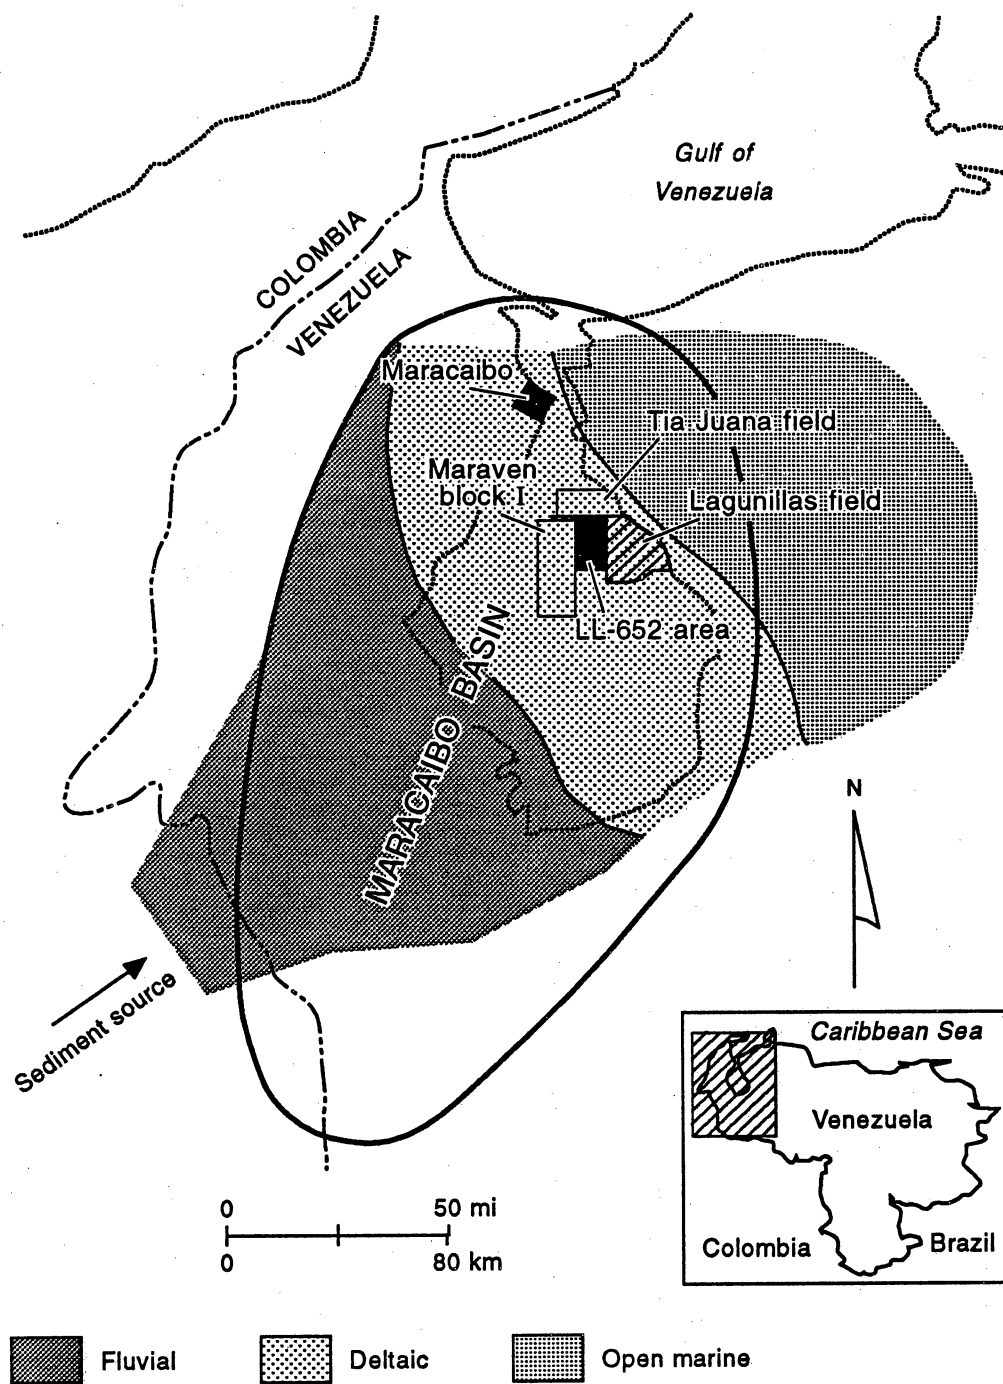 Gulf of
Venezuela
COLOMBIA
VENEZUELA
Maracaibo
Tia Juana field
Maraven
block I
Lagunillas field
LL-652 area
MARACAIBO BASIN
N
Sediment source
Caribbean Sea
Venezuela
Colombia
Brazil
0 50 mi
0 80 km
Fluvial
Deltaic
Open marine